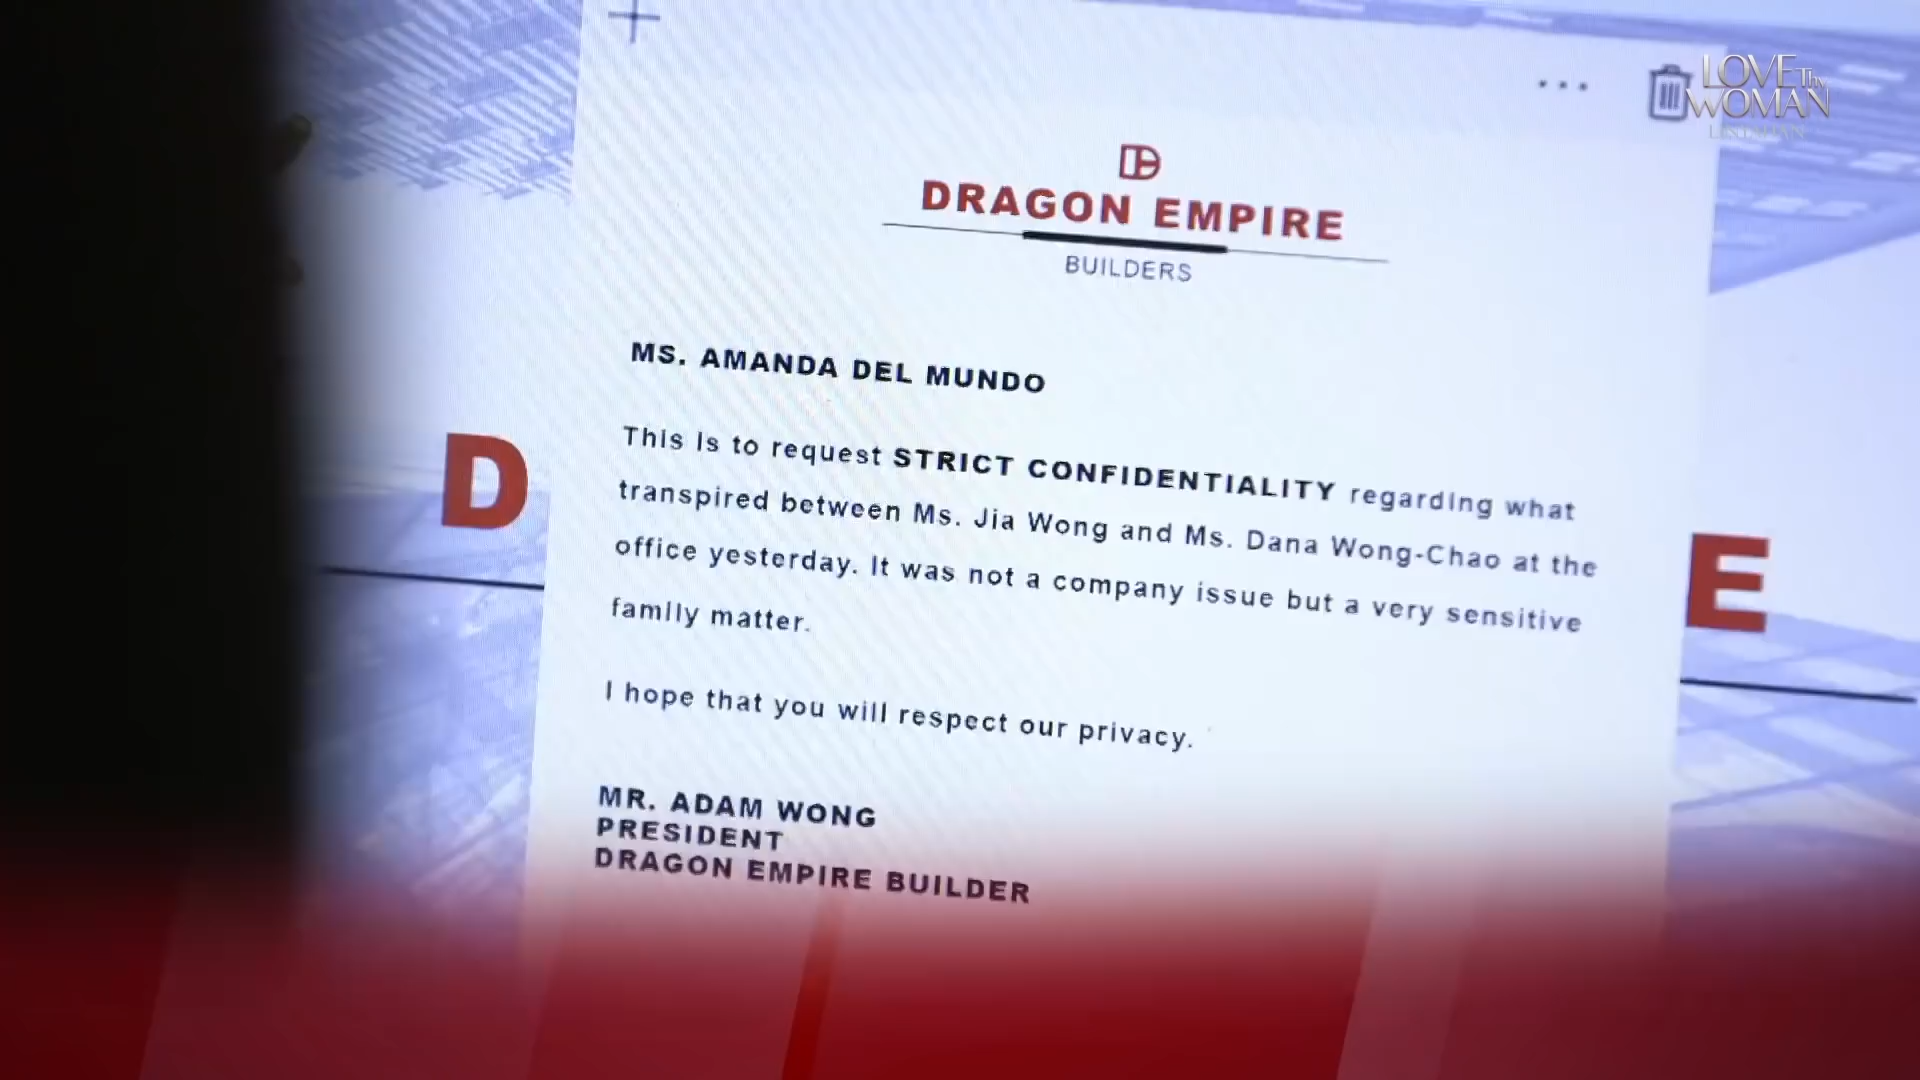 LOVE Thy
WOMAN
DRAGON EMPIRE
BUILDERS
MS. AMANDA DEL MUNDO
This is to request STRICT CONFIDENTIALITY regarding what
transpired between Ms. Jia Wong and Ms. Dana Wong-Chao at the
office yesterday. It was not a company issue but a very sensitive
family matter.
I hope that you will respect our privacy.
MR. ADAM WONG
PRESIDENT
DRAGON EMPIRE BUILDER
D
E